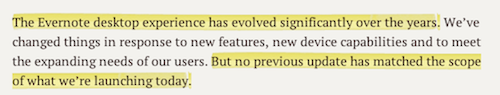 The Evernote desktop experience has evolved significantly over the years. We've
changed things in response to new features, new device capabilities and to meet
the expanding needs of our users. But no previous update has matched the scope
of what we're launching today.